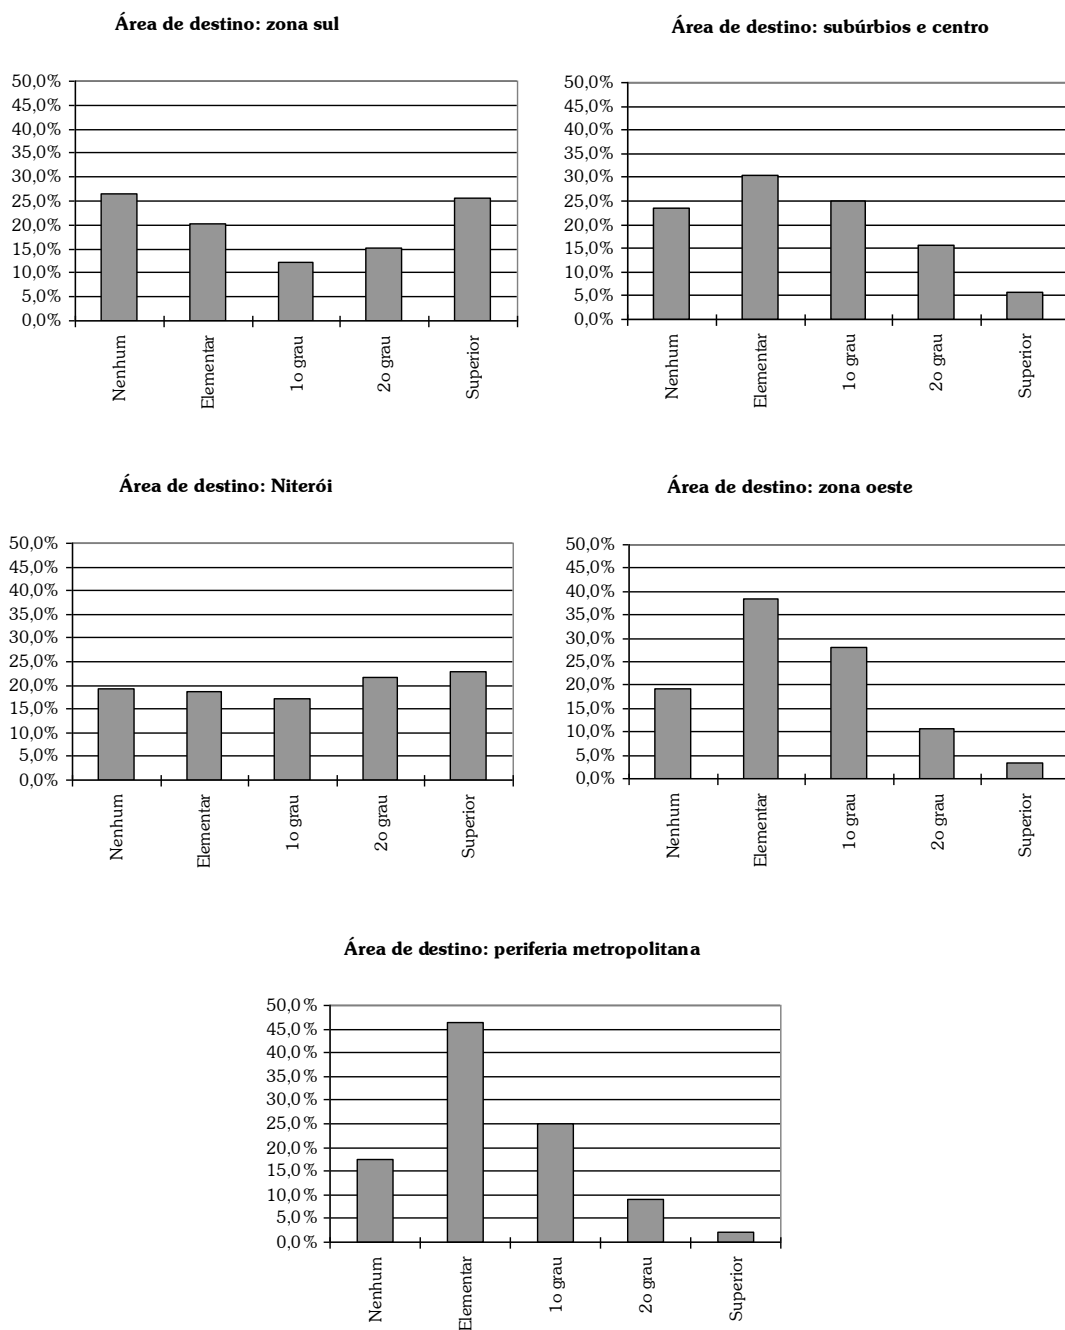 Área de destino: zona sul
50,0%
45,0%
40,0%
35,0%
30,0%
25,0%
20,0%
15,0%
10,0%
5,0%
0,0%
Nenhum
Elementar
1o grau
2o grau
Superior
Área de destino: subúrbios e centro
50,0%
45,0%
40,0%
35,0%
30,0%
25,0%
20,0%
15,0%
10,0%
5,0%
0,0%
Nenhum
Elementar
1o grau
2o grau
Superior
Área de destino: Niterói
50,0%
45,0%
40,0%
35,0%
30,0%
25,0%
20,0%
15,0%
10,0%
5,0%
0,0%
Nenhum
Elementar
1o grau
2o grau
Superior
Área de destino: zona oeste
50,0%
45,0%
40,0%
35,0%
30,0%
25,0%
20,0%
15,0%
10,0%
5,0%
0,0%
Nenhum
Elementar
1o grau
2o grau
Superior
Área de destino: periferia metropolitana
50,0%
45,0%
40,0%
35,0%
30,0%
25,0%
20,0%
15,0%
10,0%
5,0%
0,0%
Nenhum
Elementar
1o grau
2o grau
Superior